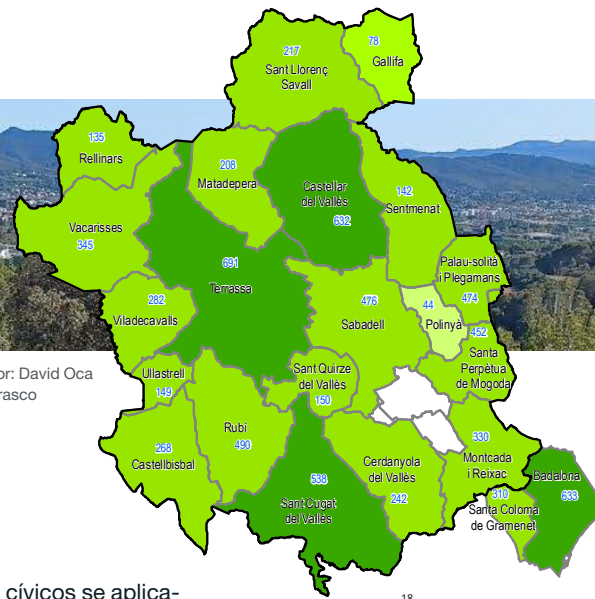 217
Sant Llorenç
Savall
78
Gallifa
135
Rellinars
208
Matadepera
Castellar
del Vallès
632
142
Sentmenat
Vacarisses
345
691
Terrassa
Palau-solità
i Plegamans
474
282
Viladecavalls
476
Sabadell
44
Polinyà
452
Santa
Perpètua
de Mogoda
Ullastrell
149
Sant Quirze
del Vallès
150
or: David Oca
rasco
Rubí
490
268
Castellbisbal
538
Sant Cugat
del Vallès
Cerdanyola
del Vallès
242
330
Montcada
i Reixac
Badalona
633
310
Santa Coloma
de Gramenet
cívicos se aplica-
18